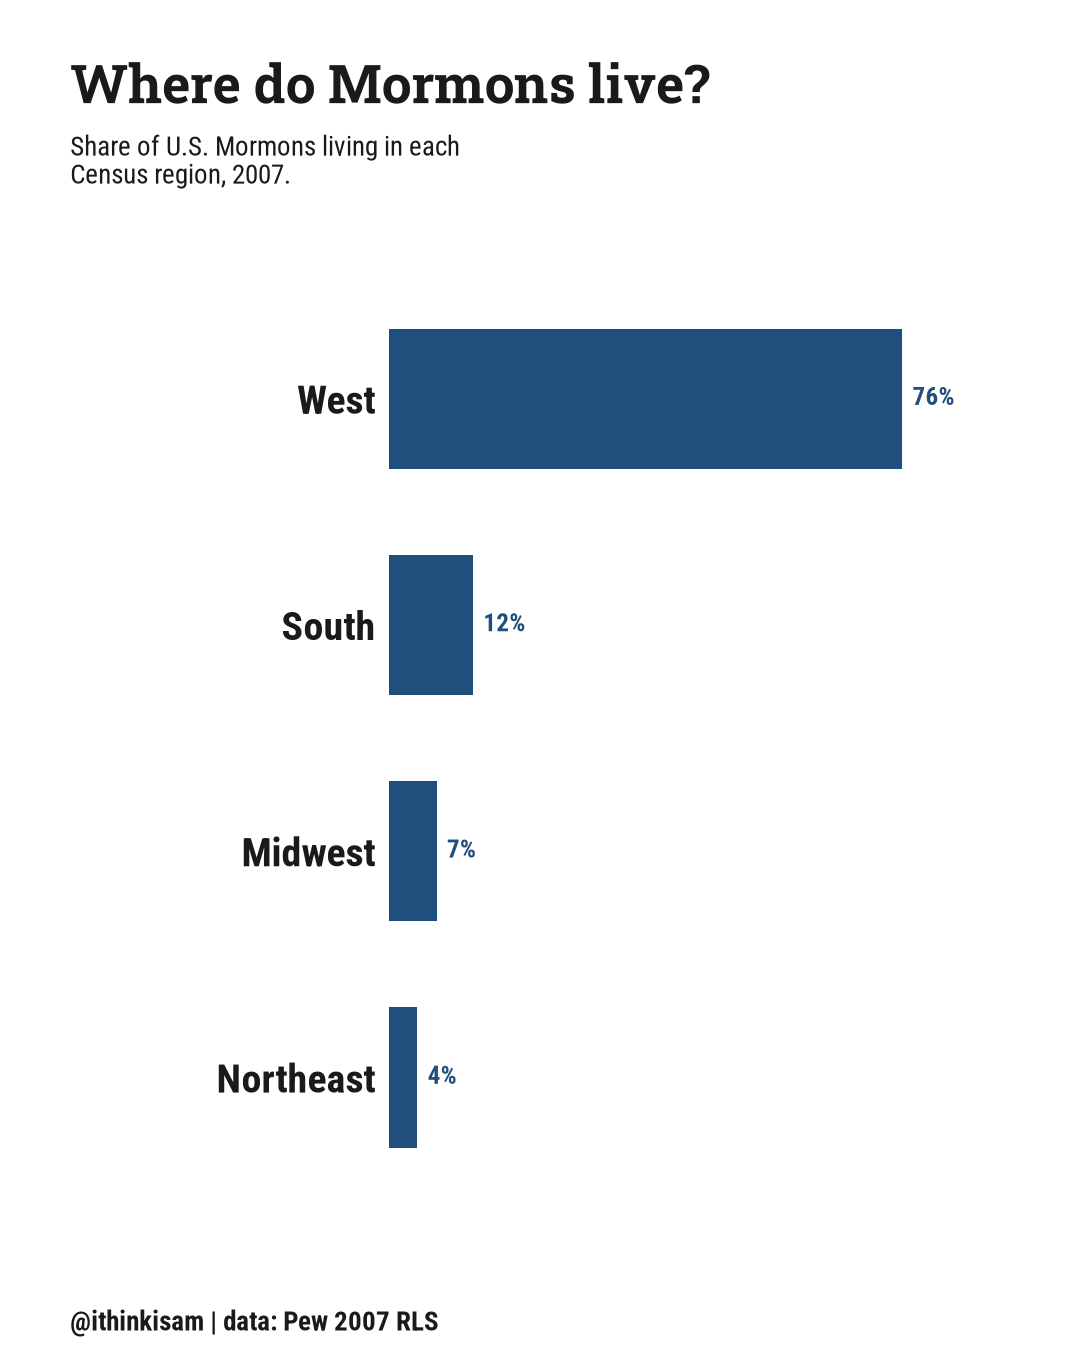 Where do Mormons live?
Share of U.S. Mormons living in each
Census region, 2007.
West
76%
South
12%
Midwest
7%
Northeast
4%
@ithinkisam | data: Pew 2007 RLS